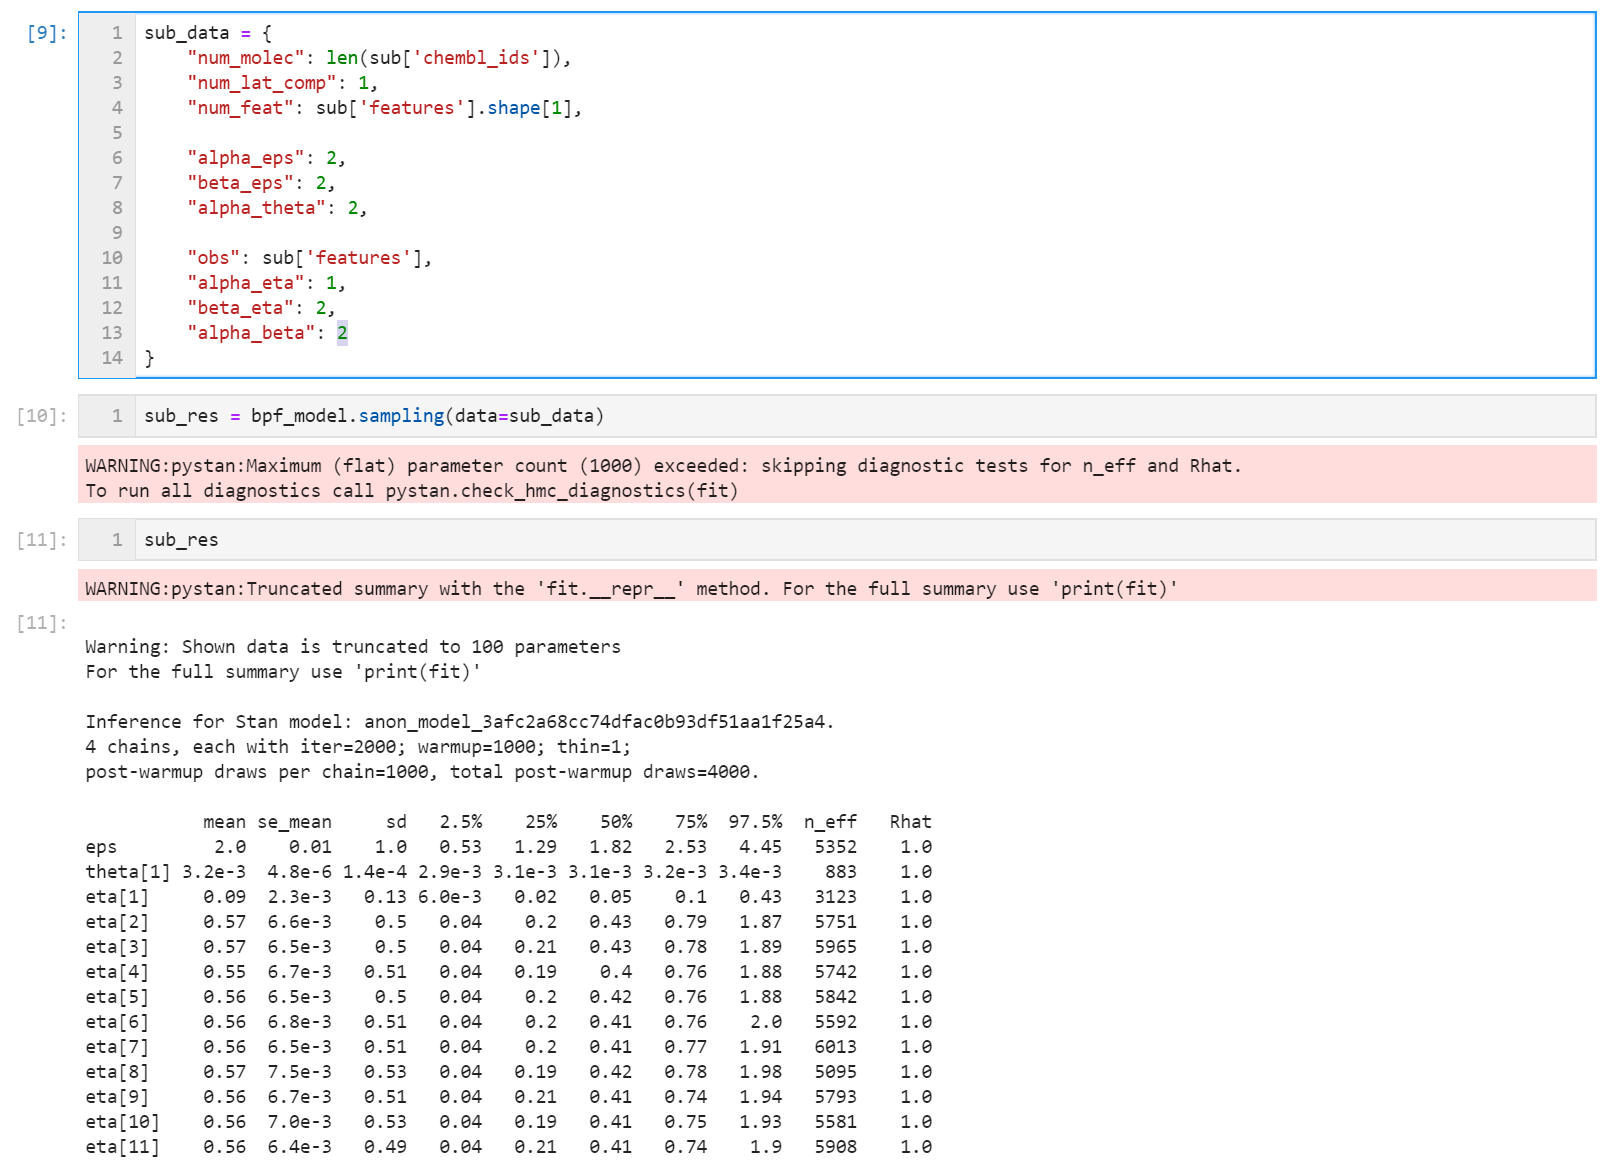 [9]:
1 sub_data = {
2     "num_molec": len(sub['chembl_ids']),
3     "num_lat_comp": 1,
4     "num_feat": sub['features'].shape[1],
5
6     "alpha_eps": 2,
7     "beta_eps": 2,
8     "alpha_theta": 2,
9
10     "obs": sub['features'],
11     "alpha_eta": 1,
12     "beta_eta": 2,
13     "alpha_beta": 2
14 }
[10]: 1 sub_res = bpf_model.sampling(data=sub_data)
WARNING:pystan:Maximum (flat) parameter count (1000) exceeded: skipping diagnostic tests for n_eff and Rhat.
To run all diagnostics call pystan.check_hmc_diagnostics(fit)
[11]: 1 sub_res
WARNING:pystan:Truncated summary with the 'fit.__repr__' method. For the full summary use 'print(fit)'
[11]:
Warning: Shown data is truncated to 100 parameters
For the full summary use 'print(fit)'
Inference for Stan model: anon_model_3afc2a68cc74dfac0b93df51aa1f25a4.
4 chains, each with iter=2000; warmup=1000; thin=1;
post-warmup draws per chain=1000, total post-warmup draws=4000.
mean se_mean sd 2.5% 25% 50% 75% 97.5% n_eff Rhat
eps 2.0 0.01 1.0 0.53 1.29 1.82 2.53 4.45 5352 1.0
theta[1] 3.2e-3 4.8e-6 1.4e-4 2.9e-3 3.1e-3 3.1e-3 3.2e-3 3.4e-3 883 1.0
eta[1] 0.09 2.3e-3 0.13 6.0e-3 0.02 0.05 0.1 0.43 3123 1.0
eta[2] 0.57 6.6e-3 0.5 0.04 0.2 0.43 0.79 1.87 5751 1.0
eta[3] 0.57 6.5e-3 0.5 0.04 0.21 0.43 0.78 1.89 5965 1.0
eta[4] 0.55 6.7e-3 0.51 0.04 0.19 0.4 0.76 1.88 5742 1.0
eta[5] 0.56 6.5e-3 0.5 0.04 0.2 0.42 0.76 1.88 5842 1.0
eta[6] 0.56 6.8e-3 0.51 0.04 0.2 0.41 0.76 2.0 5592 1.0
eta[7] 0.56 6.5e-3 0.51 0.04 0.2 0.41 0.77 1.91 6013 1.0
eta[8] 0.57 7.5e-3 0.53 0.04 0.19 0.42 0.78 1.98 5095 1.0
eta[9] 0.56 6.7e-3 0.51 0.04 0.21 0.41 0.74 1.94 5793 1.0
eta[10] 0.56 7.0e-3 0.53 0.04 0.19 0.41 0.75 1.93 5581 1.0
eta[11] 0.56 6.4e-3 0.49 0.04 0.21 0.41 0.74 1.9 5908 1.0